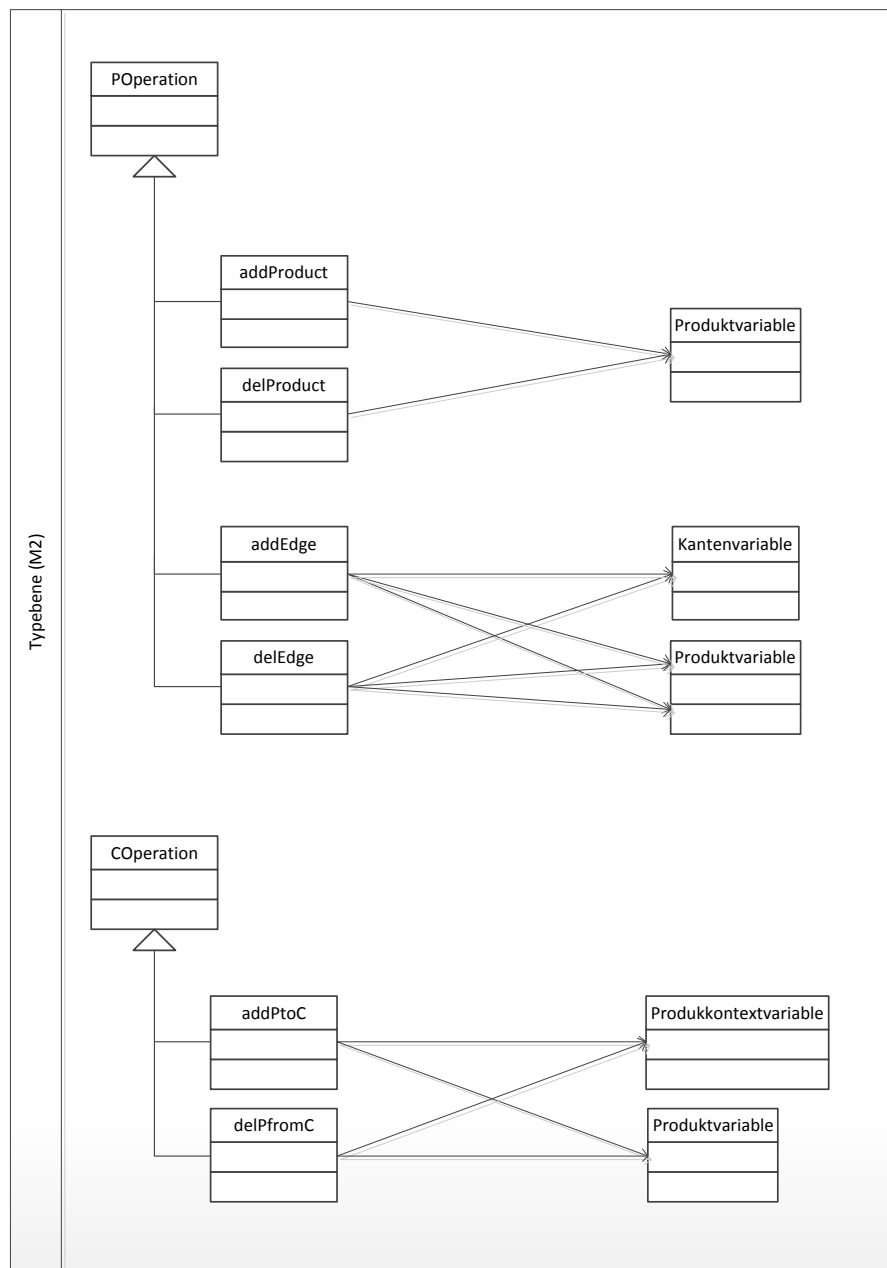 Typebene (M2)
POperation
addProduct
Produktvariable
delProduct
addEdge
Kantenvariable
delEdge
Produktvariable
COperation
addPtoC
Produkkontextvariable
delPfromC
Produktvariable